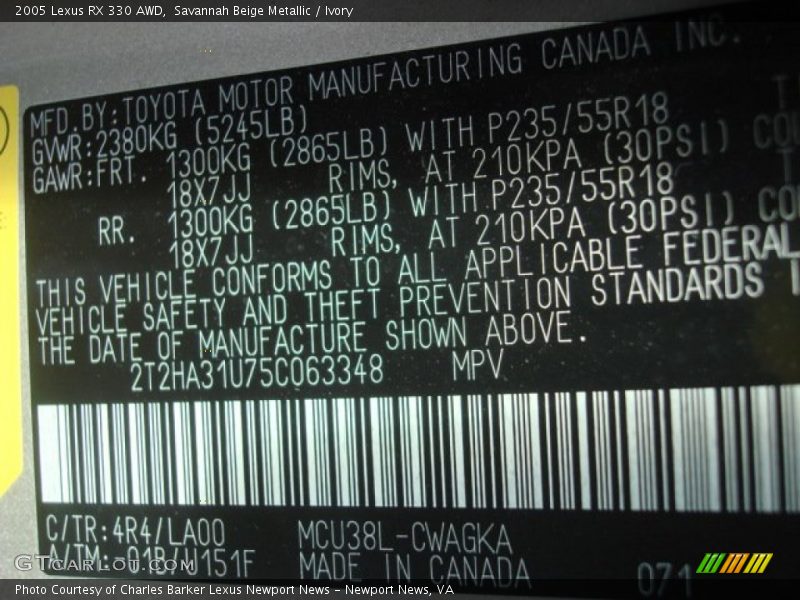 2005 Lexus RX 330 AWD, Savannah Beige Metallic / Ivory
MFD.BY:TOYOTA MOTOR MANUFACTURING CANADA INC.
GVWR:2380KG (5245LB)
GAWR:FRT. 1300KG (2865LB) WITH P235/55R18
18X7JJ RIMS, AT 210KPA (30PSI)
RR. 1300KG (2865LB) WITH P235/55R18
18X7JJ RIMS, AT 210KPA (30PSI)
THIS VEHICLE CONFORMS TO ALL APPLICABLE FEDERAL
VEHICLE SAFETY AND THEFT PREVENTION STANDARDS
THE DATE OF MANUFACTURE SHOWN ABOVE.
2T2HA31U75C063348 MPV
C/TR:4R4/LA00 MCU38L-CWAGKA
A/TM:-01B/U151F MADE IN CANADA 071
GTCARLOT.COM
Photo Courtesy of Charles Barker Lexus Newport News - Newport News, VA